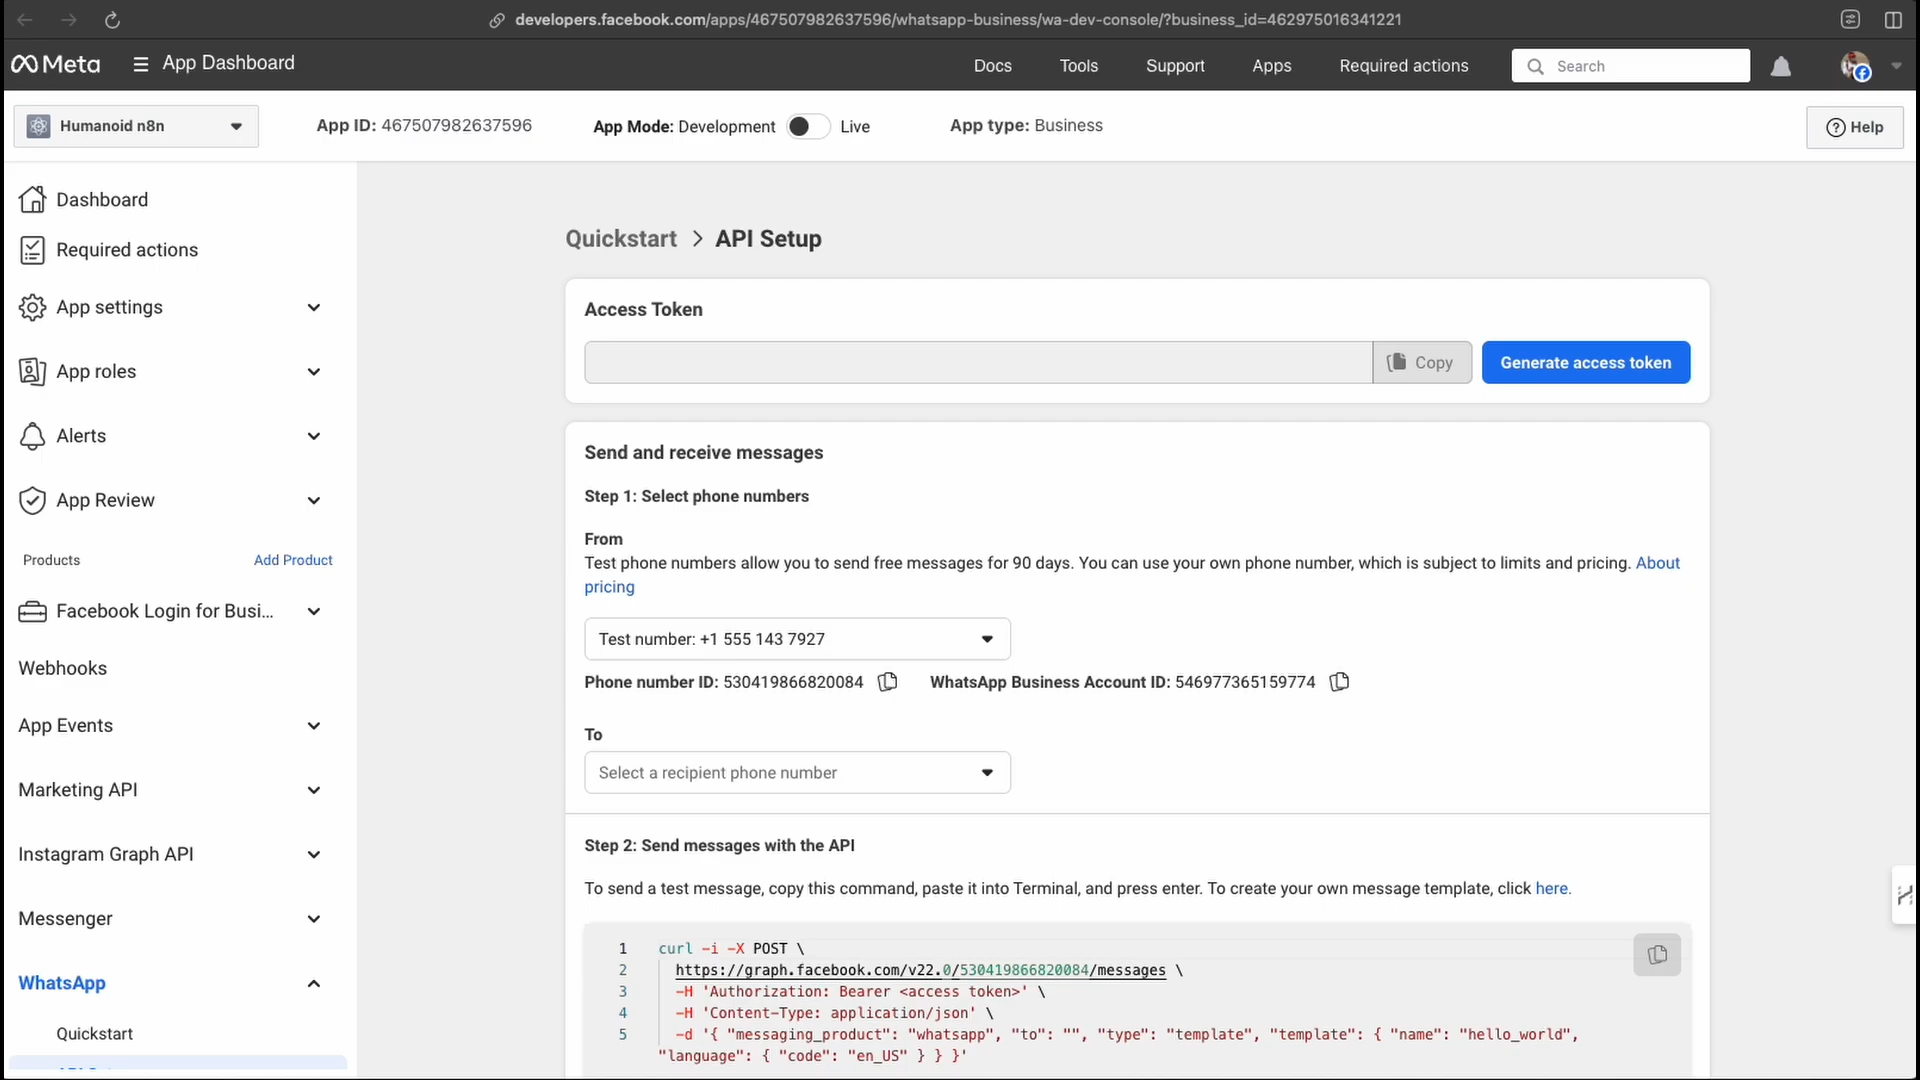 developers.facebook.com/apps/467507982637596/whatsapp-business/wa-dev-console/?business_id=462975016341221
Meta
App Dashboard
Docs
Tools
Support
Apps
Required actions
Search
Humanoid n8n
App ID: 467507982637596
App Mode: Development
Live
App type: Business
Help
Dashboard
Required actions
App settings
App roles
Alerts
App Review
Products
Add Product
Facebook Login for Busi...
Webhooks
App Events
Marketing API
Instagram Graph API
Messenger
WhatsApp
Quickstart
Quickstart > API Setup
Access Token
Copy
Generate access token
Send and receive messages
Step 1: Select phone numbers
From
Test phone numbers allow you to send free messages for 90 days. You can use your own phone number, which is subject to limits and pricing. About
pricing
Test number: +1 555 143 7927
Phone number ID: 530419866820084
WhatsApp Business Account ID: 546977365159774
To
Select a recipient phone number
Step 2: Send messages with the API
To send a test message, copy this command, paste it into Terminal, and press enter. To create your own message template, click here.
1 curl -i -X POST \
2 https://graph.facebook.com/v22.0/530419866820084/messages \
3 -H 'Authorization: Bearer <access token>' \
4 -H 'Content-Type: application/json' \
5 -d '{ "messaging_product": "whatsapp", "to": "", "type": "template", "template": { "name": "hello_world",
"language": { "code": "en_US" } } }'